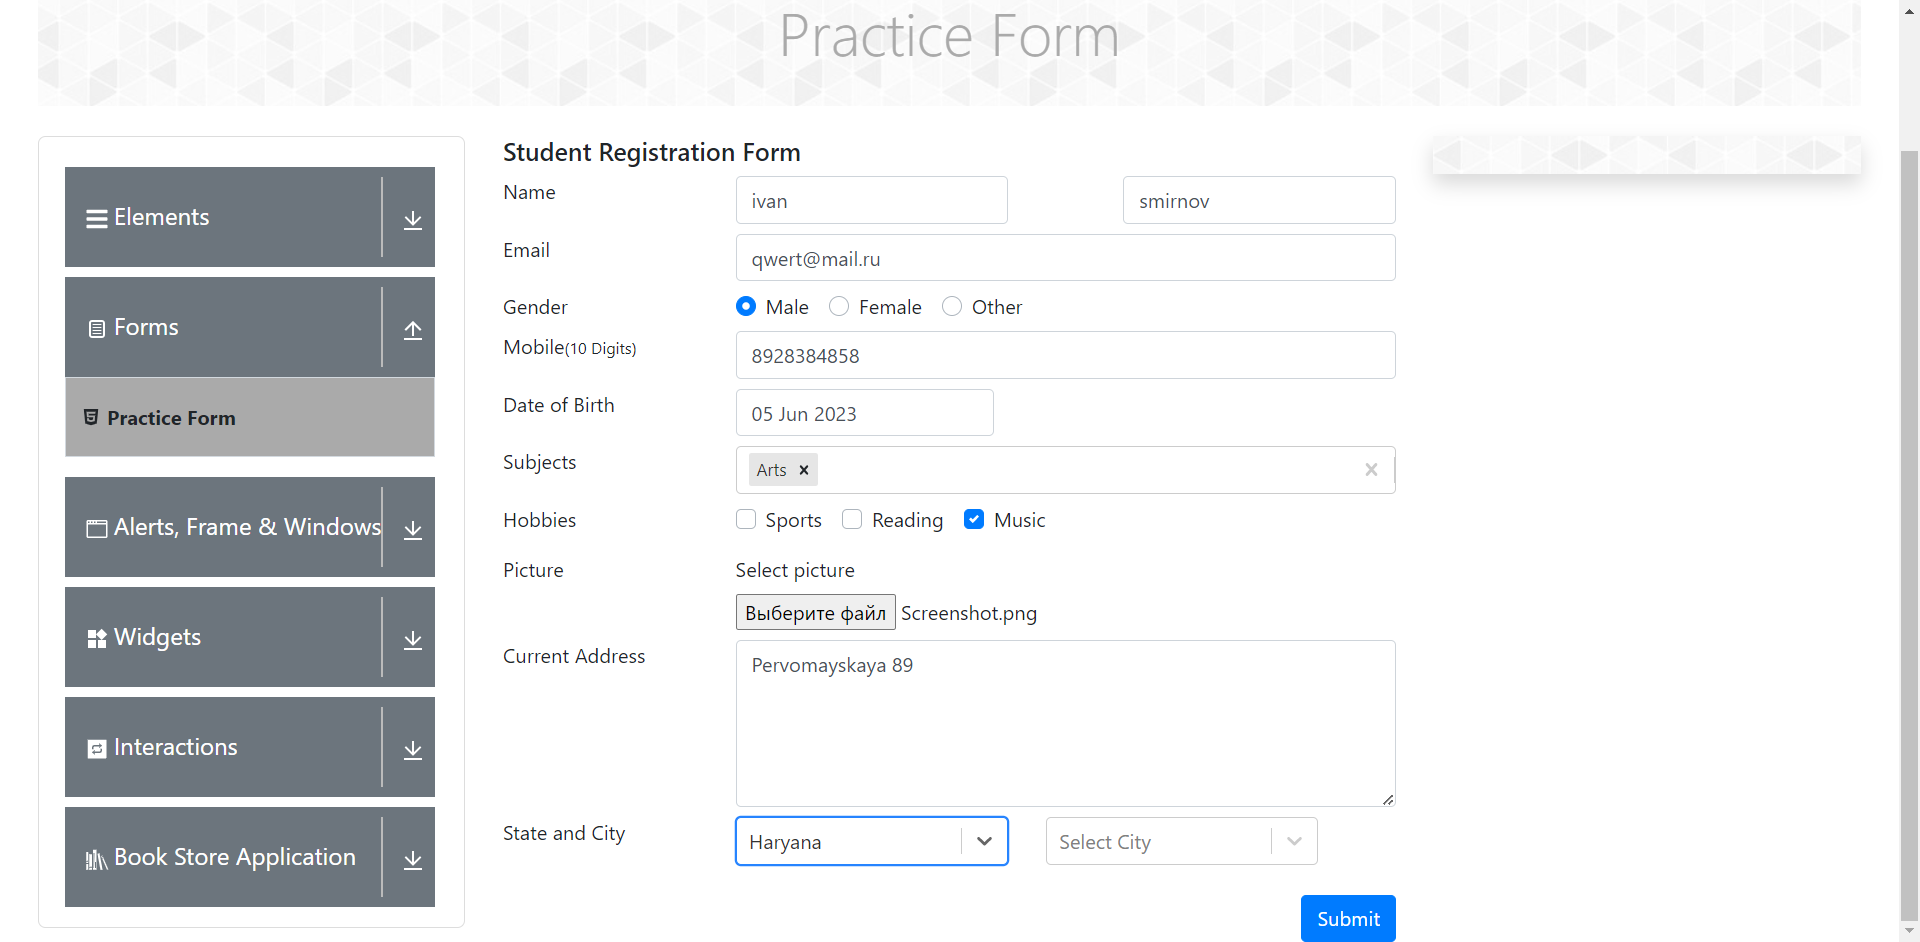 Practice Form
Elements
Forms
Practice Form
Alerts, Frame & Windows
Widgets
Interactions
Book Store Application
Student Registration Form
Name
ivan
smirnov
Email
qwert@mail.ru
Gender
Male
Female
Other
Mobile(10 Digits)
8928384858
Date of Birth
05 Jun 2023
Subjects
Arts
Hobbies
Sports
Reading
Music
Picture
Select picture
Выберите файл Screenshot.png
Current Address
Pervomayskaya 89
State and City
Haryana
Select City
Submit